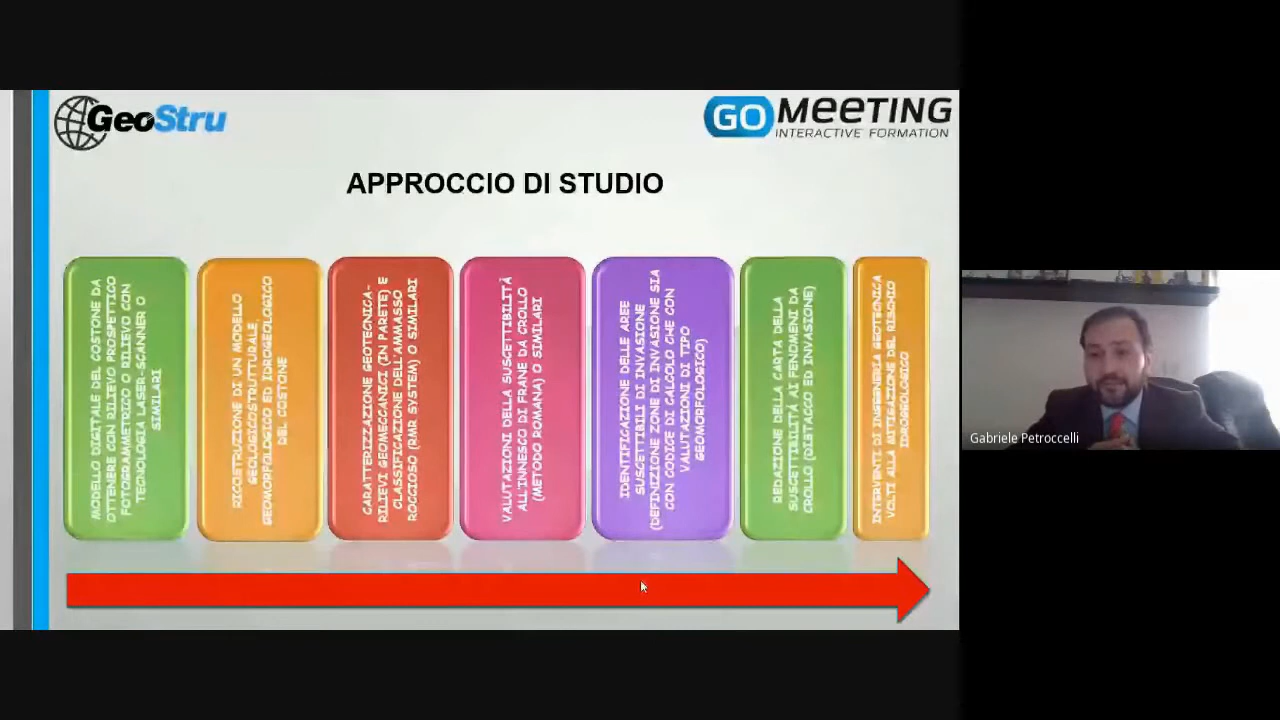 GeoStru
GO MEETING
INTERACTIVE FORMATION
APPROCCIO DI STUDIO
MODELLO DIGITALE DEL COSTONE DA
OTTENERE CON RILIEVO PROSPETTICO
FOTOGRAMMETRICO O RILIEVO CON
TECNOLOGIA LASER-SCANNER O
SIMILARI
RICOSTRUZIONE DI UN MODELLO
GEOLOGICOSTRUTTURALE,
GEOMORFOLOGICO ED IDROGEOLOGICO
DEL COSTONE
CARATTERIZZAZIONE GEOTECNICA-
RILIEVI GEOMECCANICI (IN PARETE) E
CLASSIFICAZIONE DELL'AMMASSO
ROCCIOSO (RMR SYSTEM) O SIMILARI
VALUTAZIONI DELLA SUSCETTIBILITÀ
ALL'INNESCO DI FRANE DA CROLLO
(METODO ROMANA) O SIMILARI
IDENTIFICAZIONE DELLE AREE
SUSCETTIBILI DI INVASIONE
(DEFINIZIONE ZIONE DI INVASIONE SIA
CON CODICE DI CALCOLO CHE CON
VALUTAZIONI DI TIPO
GEOMORFOLOGICO)
REDAZIONE DELLA CARTA DELLA
SUSCETTIBILITÀ AI FENOMENI DA
CROLLO (DISTACCO ED INVASIONE)
INTERVENTI DI INGEGNERIA GEOTECNICA
VOLTI ALLA MITIGAZIONE DEL RISCHIO
IDROGEOLOGICO
Gabriele Petroccelli